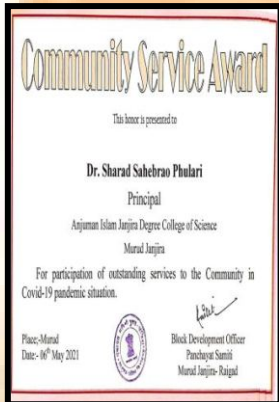 Community Service Award
This honor is presented to
Dr. Sharad Sahebrao Phulari
Principal
Anjuman Islam Janjira Degree College of Science
Murud Janjira
For participation of outstanding services to the Community in
Covid-19 pandemic situation.
Place;-Murud
Date:- 06th May 2021
Block Development Officer
Panchayat Samiti
Murud Janjira- Raigad